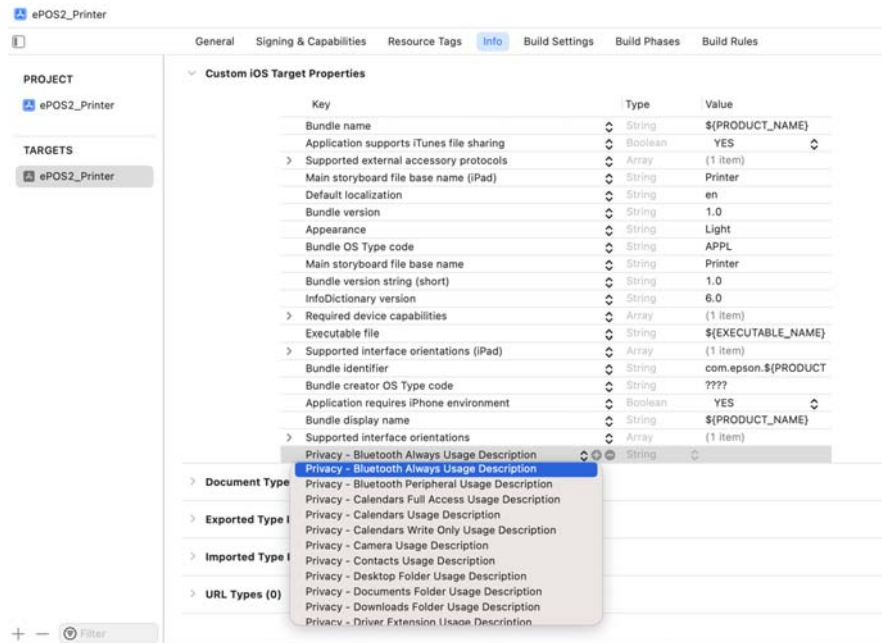 ePOS2_Printer
General Signing & Capabilities Resource Tags Info Build Settings Build Phases Build Rules
PROJECT
ePOS2_Printer
TARGETS
ePOS2_Printer
Custom iOS Target Properties
Key Type Value
Bundle name String ${PRODUCT_NAME}
Application supports iTunes file sharing Boolean YES
Supported external accessory protocols Array (1 item)
Main storyboard file base name (iPad) String Printer
Default localization String en
Bundle version String 1.0
Appearance String Light
Bundle OS Type code String APPL
Main storyboard file base name String Printer
Bundle version string (short) String 1.0
InfoDictionary version String 6.0
Required device capabilities Array (1 item)
Executable file String ${EXECUTABLE_NAME}
Supported interface orientations (iPad) Array (1 item)
Bundle identifier String com.epson.${PRODUCT
Bundle creator OS Type code String ????
Application requires iPhone environment Boolean YES
Bundle display name String ${PRODUCT_NAME}
Supported interface orientations Array (1 item)
Privacy - Bluetooth Always Usage Description String
Privacy - Bluetooth Always Usage Description
Privacy - Bluetooth Peripheral Usage Description
Privacy - Calendars Full Access Usage Description
Privacy - Calendars Usage Description
Privacy - Calendars Write Only Usage Description
Privacy - Camera Usage Description
Privacy - Contacts Usage Description
Privacy - Desktop Folder Usage Description
Privacy - Documents Folder Usage Description
Privacy - Downloads Folder Usage Description
Privacy - Driver Extension Usage Description
Document Type
Exported Type I
Imported Type I
URL Types (0)
Filter